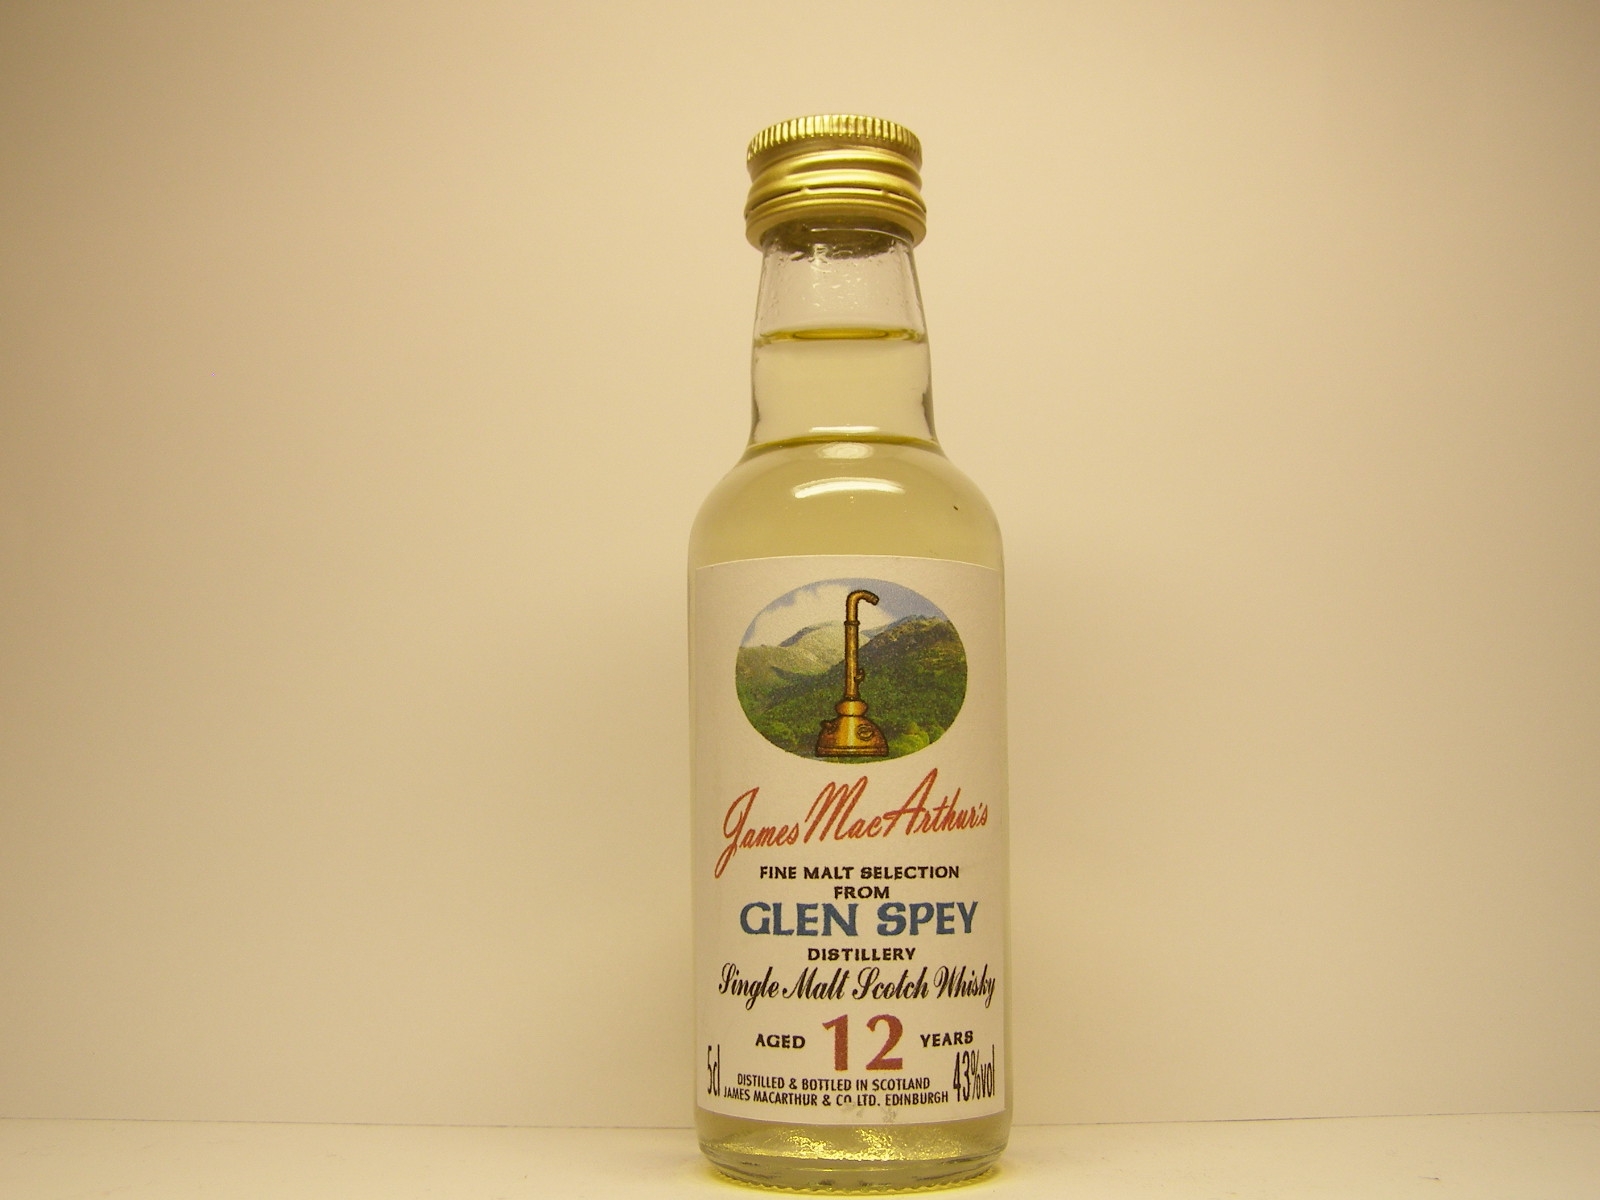 James MacArthur's
FINE MALT SELECTION
FROM
GLEN SPEY
DISTILLERY
Single Malt Scotch Whisky
AGED 12 YEARS
5cl
DISTILLED & BOTTLED IN SCOTLAND
JAMES MACARTHUR & CO LTD. EDINBURGH
43%vol